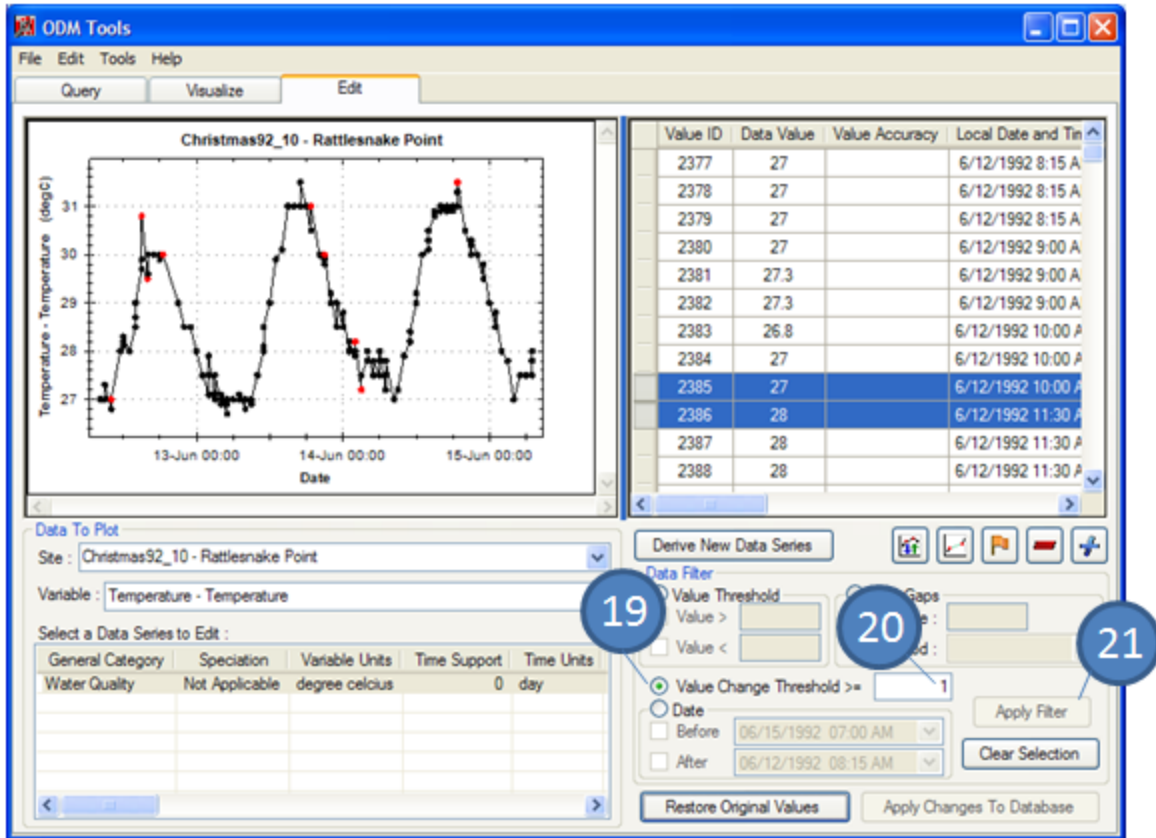 ODM Tools
File Edit Tools Help
Query Visualize Edit
Christmas92_10 - Rattlesnake Point
Temperature - Temperature (degC)
31
30
29
28
27
13-Jun 00:00 14-Jun 00:00 15-Jun 00:00
Date
Value ID Data Value Value Accuracy Local Date and Tin
2377 27 6/12/1992 8:15 A
2378 27 6/12/1992 8:15 A
2379 27 6/12/1992 8:15 A
2380 27 6/12/1992 9:00 A
2381 27.3 6/12/1992 9:00 A
2382 27.3 6/12/1992 9:00 A
2383 26.8 6/12/1992 10:00 A
2384 27 6/12/1992 10:00 A
2385 27 6/12/1992 10:00 A
2386 28 6/12/1992 11:30 A
2387 28 6/12/1992 11:30 A
2388 28 6/12/1992 11:30 A
Data To Plot
Site : Christmas92_10 - Rattlesnake Point
Variable : Temperature - Temperature
Select a Data Series to Edit :
General Category Speciation Variable Units Time Support Time Units
Water Quality Not Applicable degree celcius 0 day
Derive New Data Series
Data Filter
Value Threshold
Value >
Value <
Gaps
19
20
21
Value Change Threshold >= 1
Date
Before 06/15/1992 07:00 AM
After 06/12/1992 08:15 AM
Apply Filter
Clear Selection
Restore Original Values
Apply Changes To Database